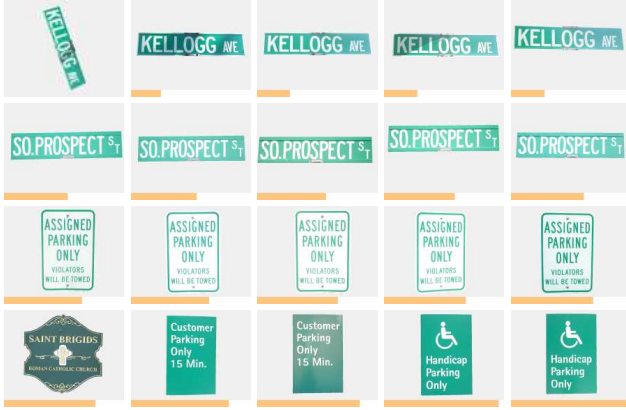 KELLOGG AVE
KELLOGG AVE
KELLOGG AVE
KELLOGG AVE
KELLOGG AVE
SO.PROSPECT ST
SO.PROSPECT ST
SO.PROSPECT ST
SO.PROSPECT ST
SO.PROSPECT ST
ASSIGNED
PARKING
ONLY
VIOLATORS
WILL BE TOWED
ASSIGNED
PARKING
ONLY
VIOLATORS
WILL BE TOWED
ASSIGNED
PARKING
ONLY
VIOLATORS
WILL BE TOWED
ASSIGNED
PARKING
ONLY
VIOLATORS
WILL BE TOWED
ASSIGNED
PARKING
ONLY
VIOLATORS
WILL BE TOWED
SAINT BRIGIDS
ROMAN CATHOLIC CHURCH
Customer
Parking
Only
15 Min.
Customer
Parking
Only
15 Min.
Handicap
Parking
Only
Handicap
Parking
Only